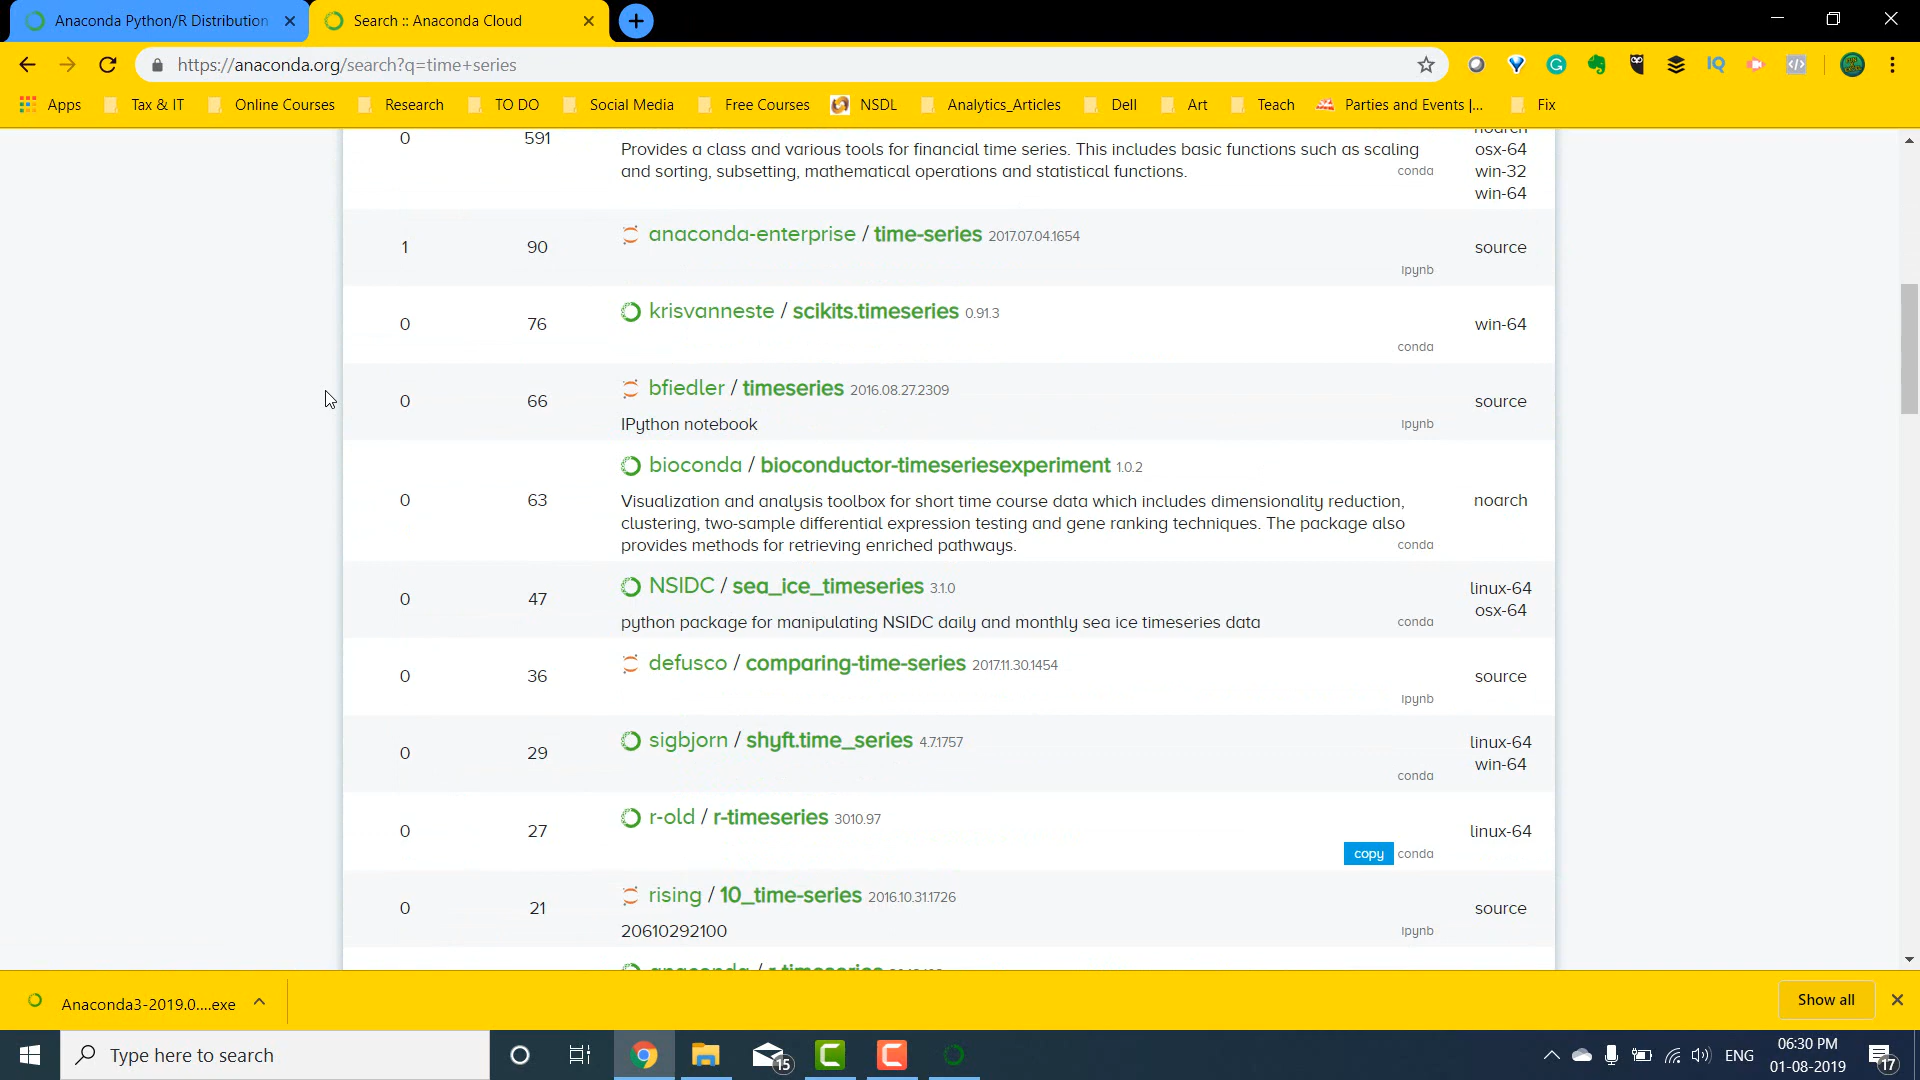 Anaconda Python/R Distribution
Search :: Anaconda Cloud
https://anaconda.org/search?q=time+series
Apps Tax & IT Online Courses Research TO DO Social Media Free Courses NSDL Analytics_Articles Dell Art Teach Parties and Events |... Fix
0 591 noarch
Provides a class and various tools for financial time series. This includes basic functions such as scaling osx-64
and sorting, subsetting, mathematical operations and statistical functions. conda win-32
win-64
1 90 anaconda-enterprise / time-series 2017.07.04.1654 source
ipynb
0 76 krisvanneste / scikits.timeseries 0.91.3 win-64
conda
0 66 bfiedler / timeseries 2016.08.27.2309 source
IPython notebook ipynb
bioconda / bioconductor-timeseriesexperiment 1.0.2
0 63 Visualization and analysis toolbox for short time course data which includes dimensionality reduction, noarch
clustering, two-sample differential expression testing and gene ranking techniques. The package also
provides methods for retrieving enriched pathways. conda
0 47 NSIDC / sea_ice_timeseries 3.1.0 linux-64
osx-64
python package for manipulating NSIDC daily and monthly sea ice timeseries data conda
0 36 defusco / comparing-time-series 2017.11.30.1454 source
ipynb
0 29 sigbjorn / shyft.time_series 4.7.1757 linux-64
win-64
conda
0 27 r-old / r-timeseries 3010.97 linux-64
copy conda
0 21 rising / 10_time-series 2016.10.31.1726 source
20610292100 ipynb
anaconda / r-timeseries
Anaconda3-2019.0....exe Show all
Type here to search 15 ENG 06:30 PM
01-08-2019 17